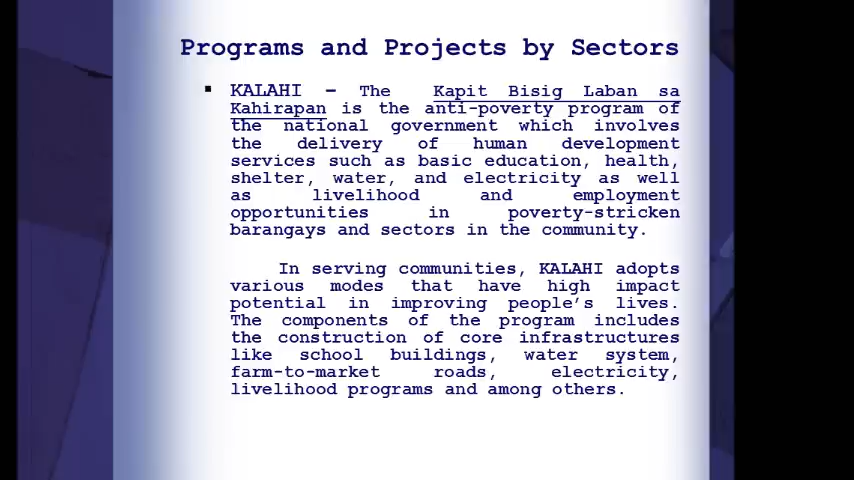 Programs and Projects by Sectors
▪ KALAHI – The Kapit Bisig Laban sa
Kahirapan is the anti-poverty program of
the national government which involves
the delivery of human development
services such as basic education, health,
shelter, water, and electricity as well
as livelihood and employment
opportunities in poverty-stricken
barangays and sectors in the community.
In serving communities, KALAHI adopts
various modes that have high impact
potential in improving people's lives.
The components of the program includes
the construction of core infrastructures
like school buildings, water system,
farm-to-market roads, electricity,
livelihood programs and among others.